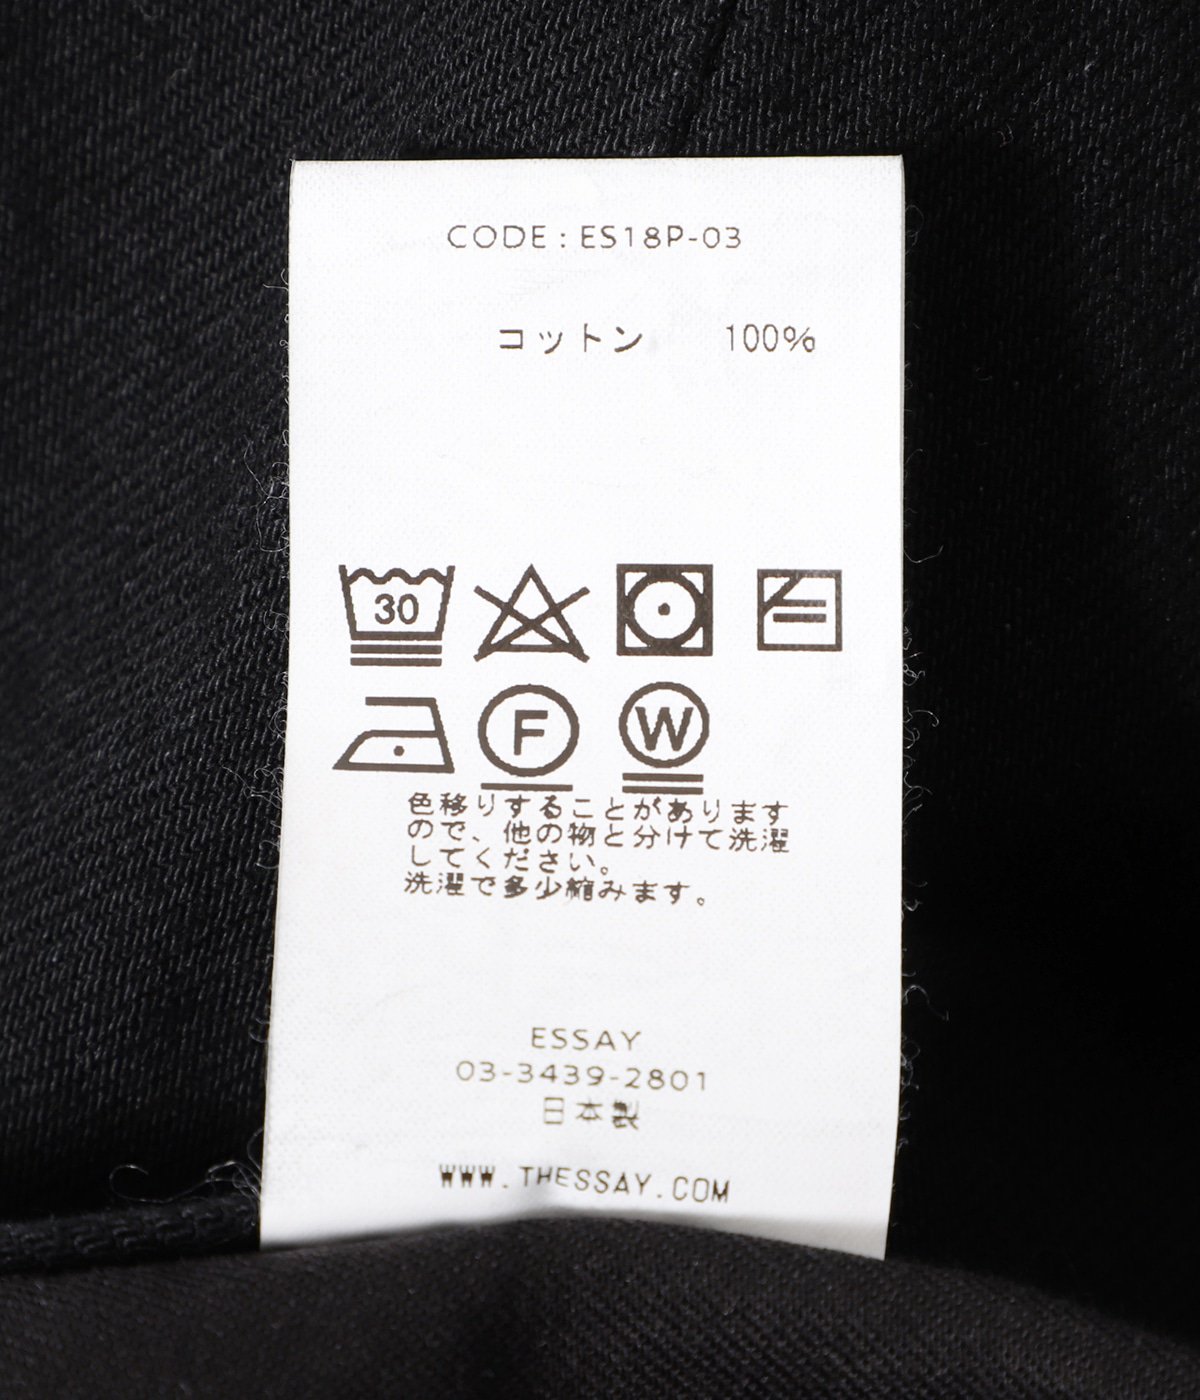 CODE : ES18P-03
コットン 100%
30
F
W
色移りすることがあります
ので、他の物と分けて洗濯
してください。
洗濯で多少縮みます。
ESSAY
03-3439-2801
日本製
WWW.THESSAY.COM